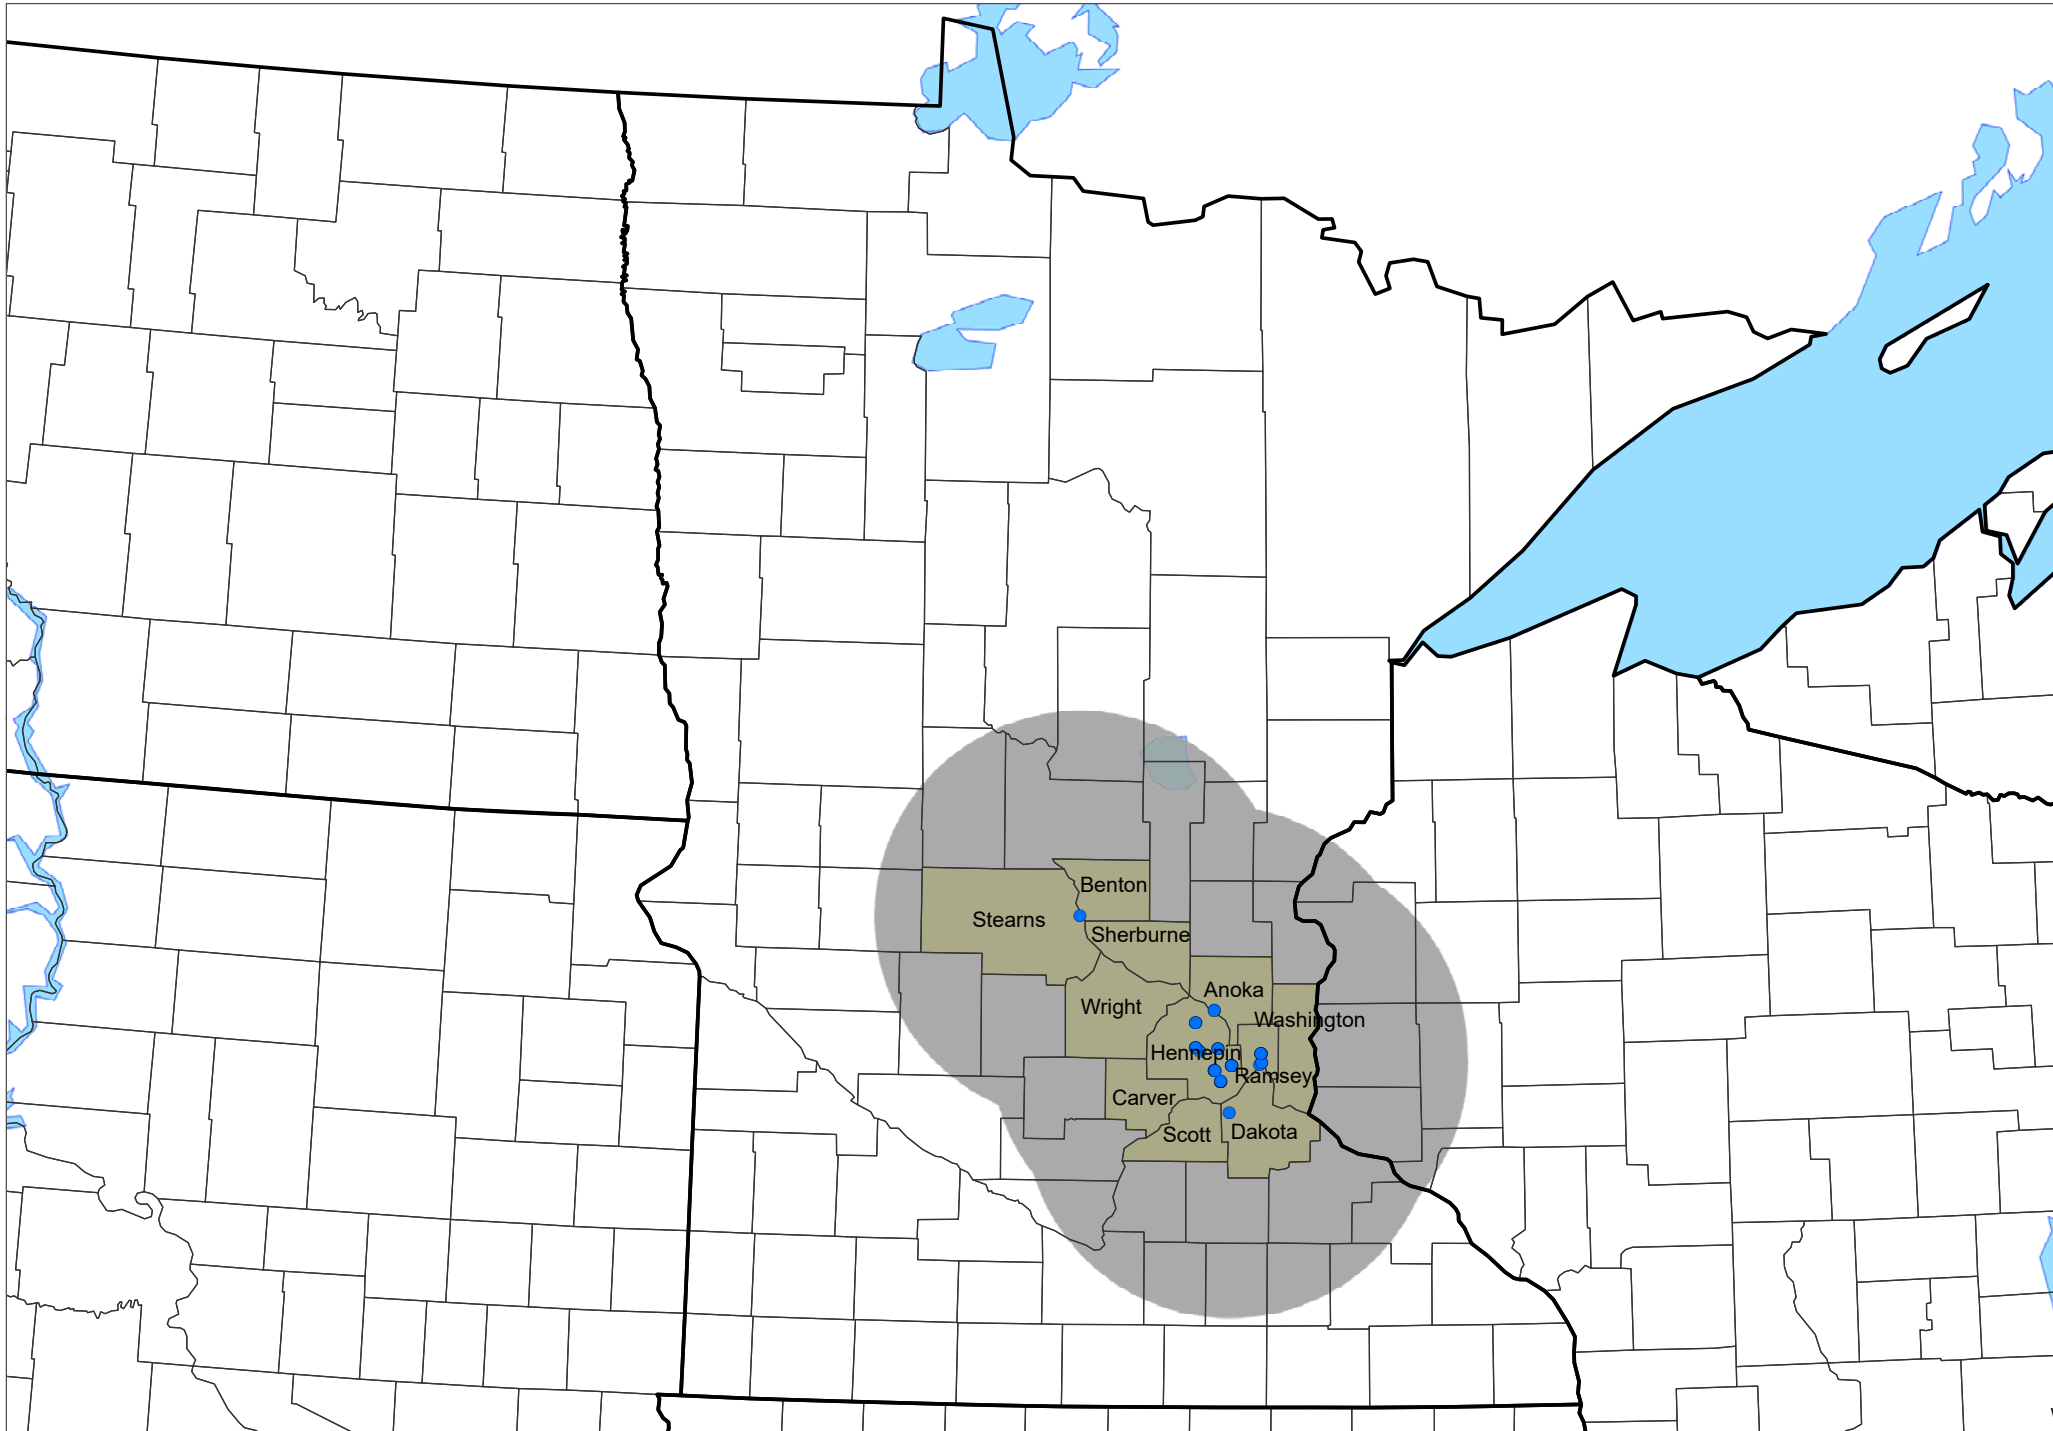 Benton
Stearns
Sherburne
Anoka
Wright
Washington
Hennepin
Ramsey
Carver
Dakota
Scott